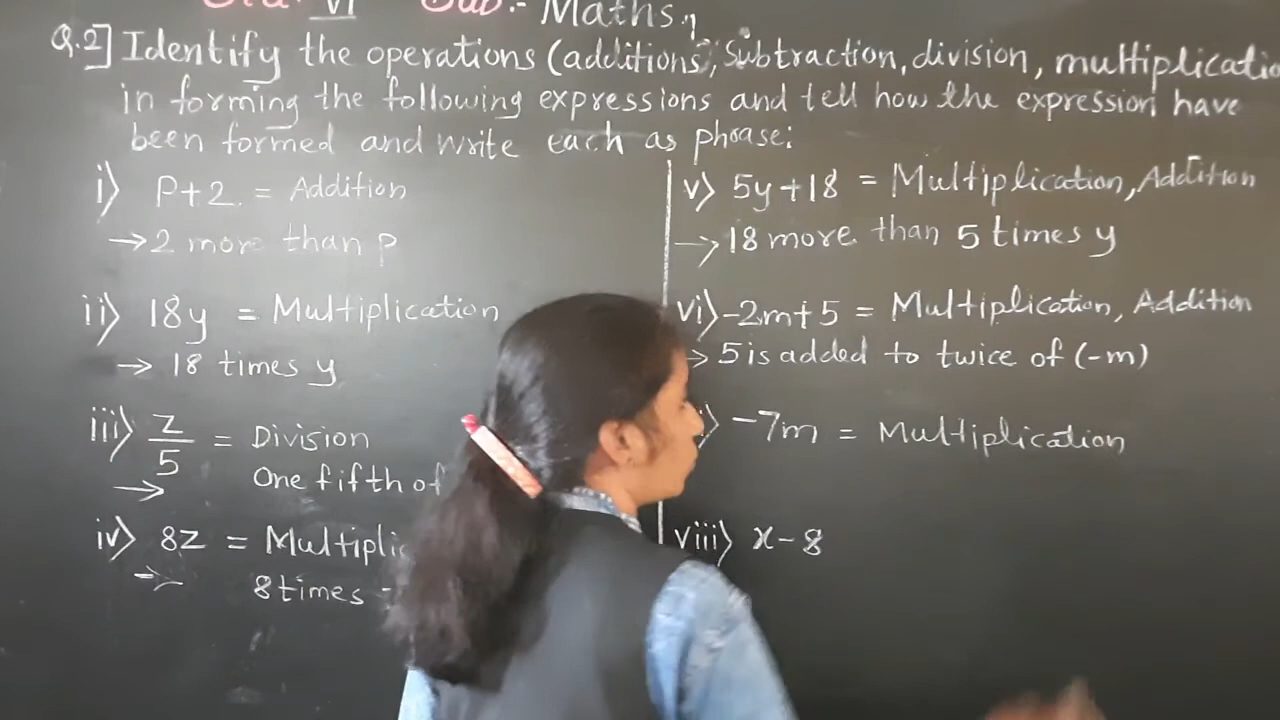 VI Sub:- Maths.
Q.2] Identify the operations (additions, subtraction, division, multiplicatio
in forming the following expressions and tell how the expression have
been formed and write each as phrase:
i) P+2. = Addition
→ 2 more than p
ii) 18y = Multiplication
→ 18 times y
iii) z/5 = Division
→ One fifth of
iv) 8z = Multiplic
→ 8 times
v) 5y+18 = Multiplication, Addition
→ 18 more than 5 times y
vi) -2m+5 = Multiplication, Addition
→ 5 is added to twice of (-m)
) -7m = Multiplication
viii) x-8